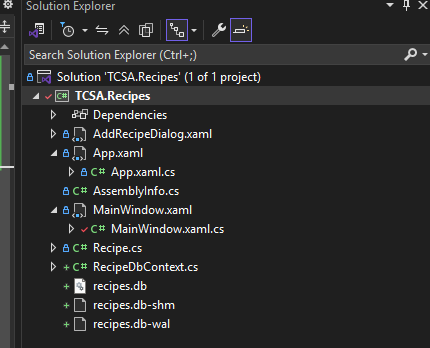 Solution Explorer
Search Solution Explorer (Ctrl+;)
Solution 'TCSA.Recipes' (1 of 1 project)
C# TCSA.Recipes
Dependencies
AddRecipeDialog.xaml
App.xaml
C# App.xaml.cs
C# AssemblyInfo.cs
MainWindow.xaml
C# MainWindow.xaml.cs
C# Recipe.cs
C# RecipeDbContext.cs
recipes.db
recipes.db-shm
recipes.db-wal